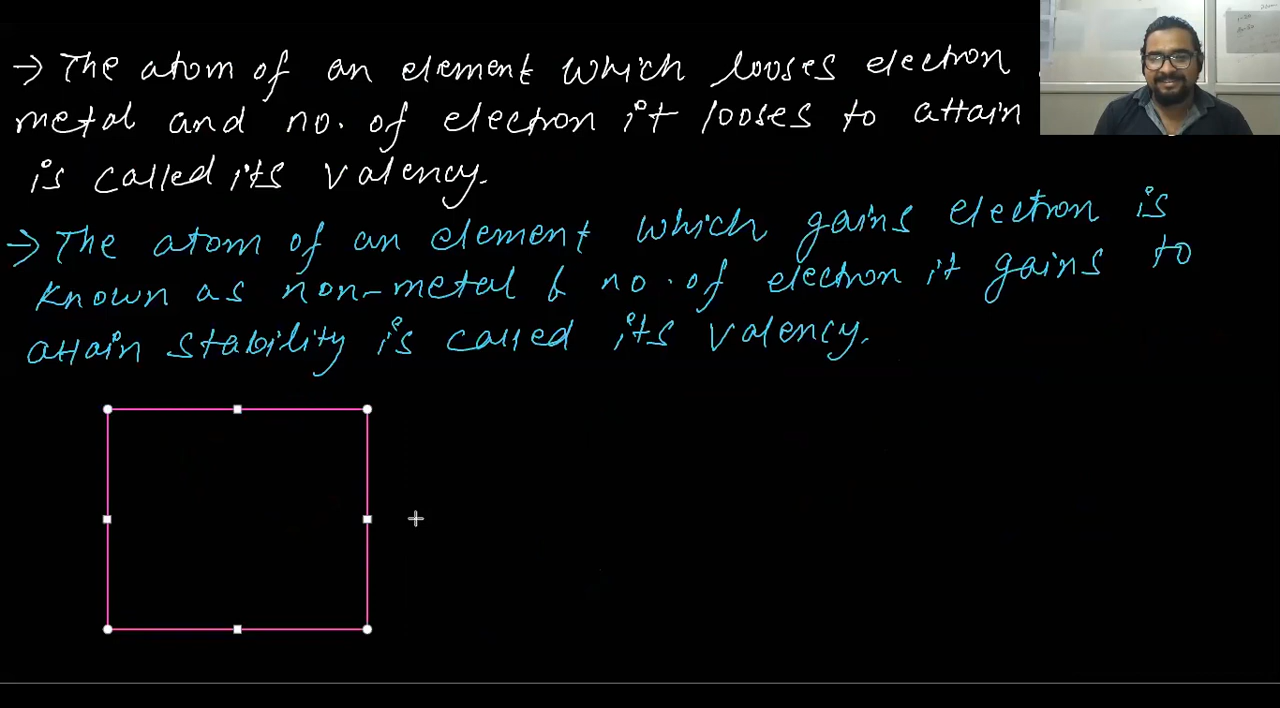 → The atom of an element which looses electron
metal and no. of electron it looses to attain
is called its valency.
→ The atom of an element which gains electron is
known as non-metal & no. of electron it gains to
attain stability is called its valency.